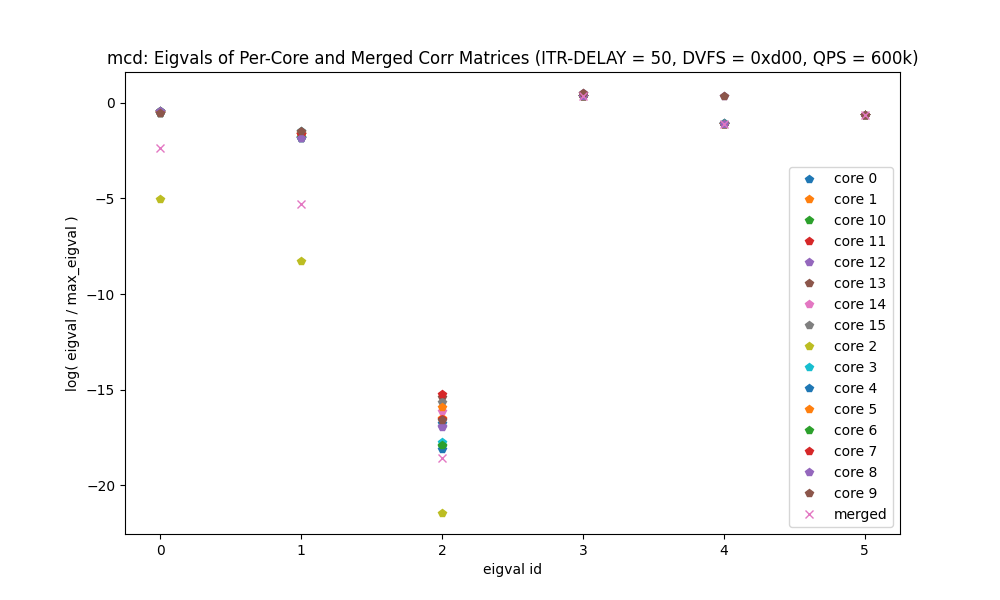 mcd: Eigvals of Per-Core and Merged Corr Matrices (ITR-DELAY = 50, DVFS = 0xd00, QPS = 600k)
log( eigval / max_eigval )
0
−5
−10
−15
−20
core 0
core 1
core 10
core 11
core 12
core 13
core 14
core 15
core 2
core 3
core 4
core 5
core 6
core 7
core 8
core 9
merged
0 1 2 3 4 5
eigval id